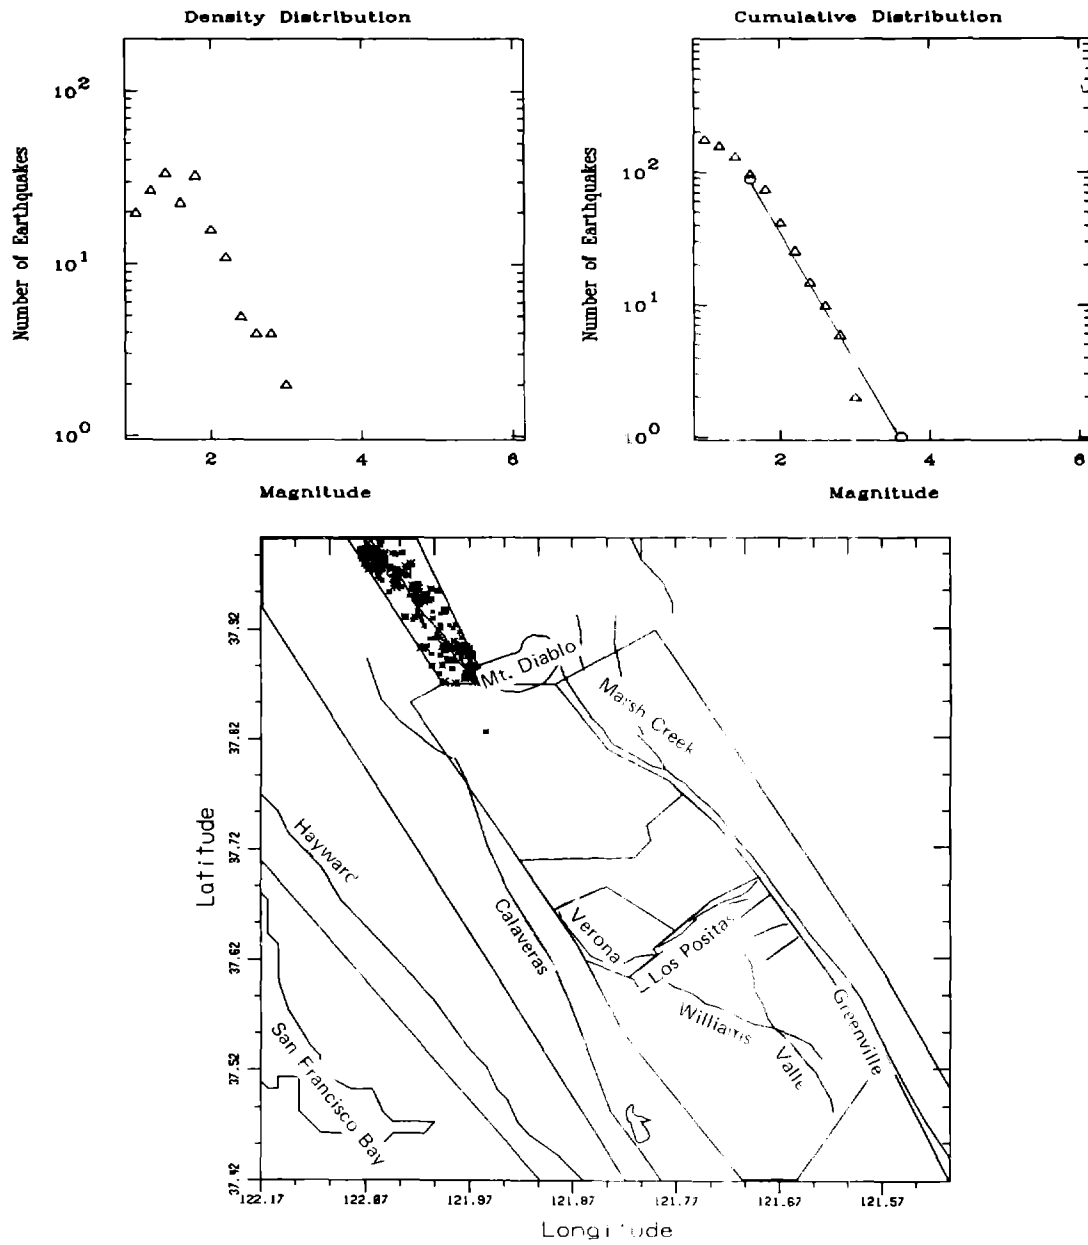 Density Distribution
Number of Earthquakes
10^2
10^1
10^0
2
4
6
Magnitude
Cumulative Distribution
Number of Earthquakes
10^2
10^1
10^0
2
4
6
Magnitude
Latitude
37.92
37.82
37.72
37.62
37.52
37.42
Mt. Diablo
Marsh Creek
Hayward
Calaveras
Verona
Los Positas
Williams
Valle
Greenville
San Francisco Bay
122.17
122.07
121.97
121.87
121.77
121.67
121.57
Longitude